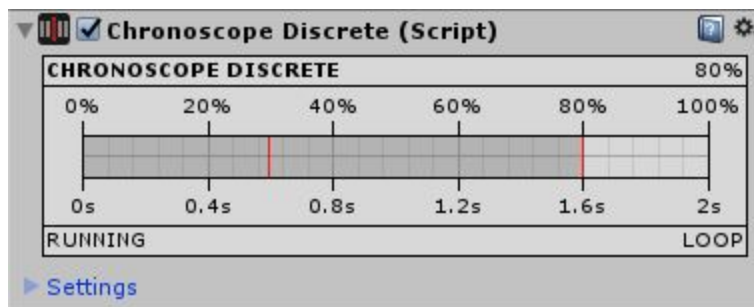 Chronoscope Discrete (Script)
CHRONOSCOPE DISCRETE 80%
0% 20% 40% 60% 80% 100%
0s 0.4s 0.8s 1.2s 1.6s 2s
RUNNING LOOP
Settings